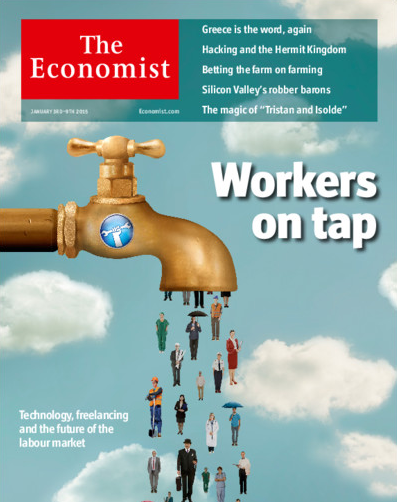 The
Economist
JANUARY 3RD–9TH 2015
Economist.com
Greece is the word, again
Hacking and the Hermit Kingdom
Betting the farm on farming
Silicon Valley's robber barons
The magic of "Tristan and Isolde"
Workers
on tap
Technology, freelancing
and the future of the
labour market